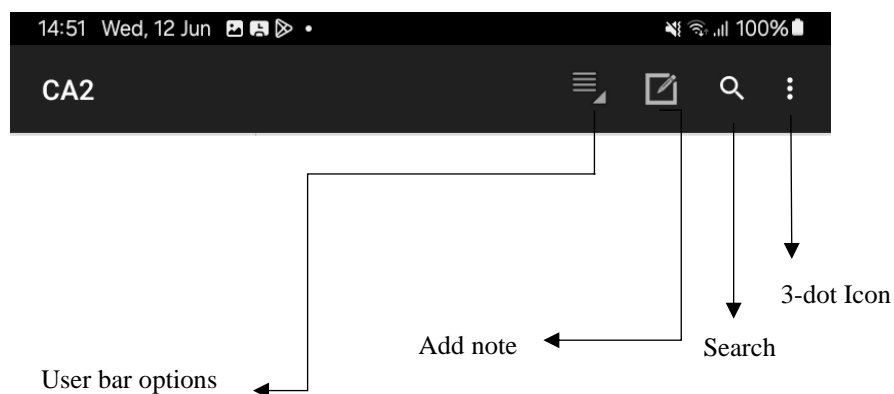 14:51 Wed, 12 Jun 100%
CA2
3-dot Icon
Add note
Search
User bar options